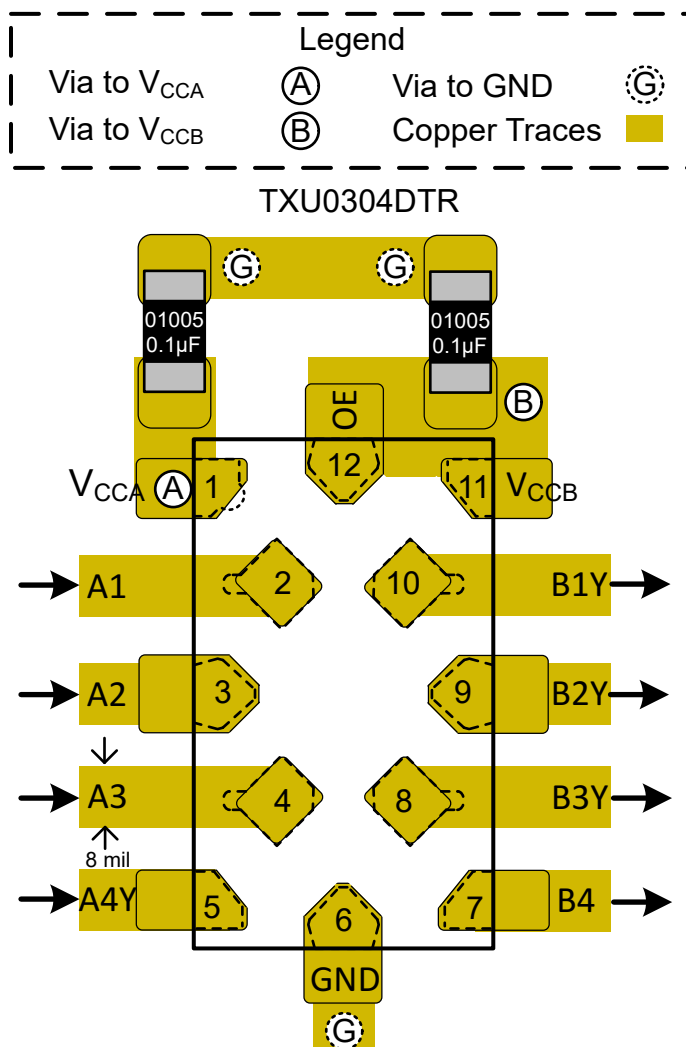 Legend
Via to VCCA A Via to GND G
Via to VCCB B Copper Traces
TXU0304DTR
G G
01005 01005
0.1µF 0.1µF
OE
B
12
VCCA A 1 11 VCCB
A1 2 10 B1Y
A2 3 9 B2Y
A3 4 8 B3Y
8 mil
A4Y 5 7 B4
6
GND
G